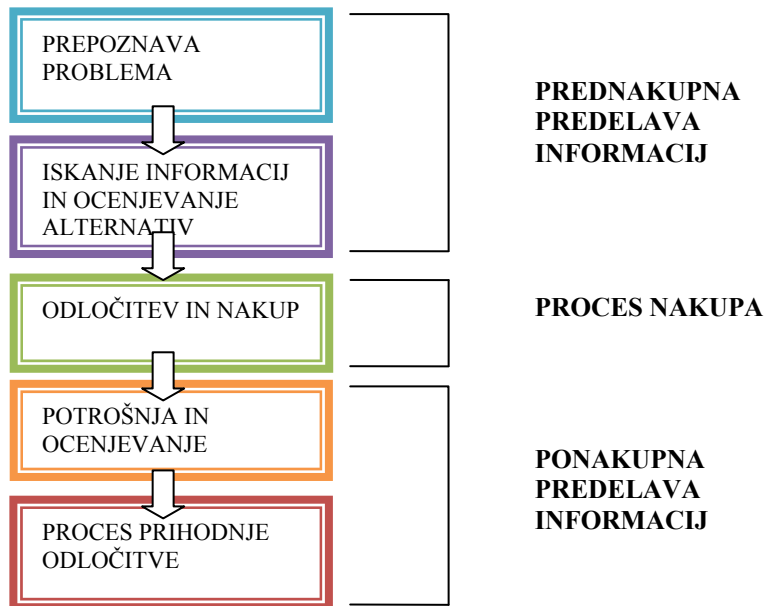 PREPOZNAVA
PROBLEMA
ISKANJE INFORMACIJ
IN OCENJEVANJE
ALTERNATIV
PREDNAKUPNA
PREDELAVA
INFORMACIJ
ODLOČITEV IN NAKUP
PROCES NAKUPA
POTROŠNJA IN
OCENJEVANJE
PROCES PRIHODNJE
ODLOČITVE
PONAKUPNA
PREDELAVA
INFORMACIJ